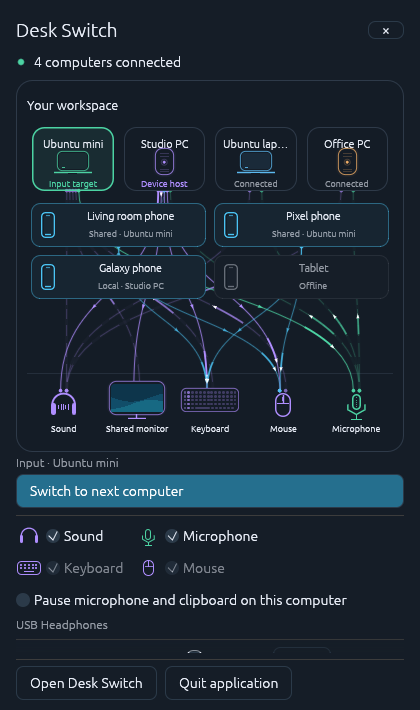 Desk Switch
×
4 computers connected
Your workspace
Ubuntu mini
Input target
Studio PC
Device host
Ubuntu lap...
Connected
Office PC
Connected
Living room phone
Shared · Ubuntu mini
Pixel phone
Shared · Ubuntu mini
Galaxy phone
Local · Studio PC
Tablet
Offline
Sound
Shared monitor
Keyboard
Mouse
Microphone
Input · Ubuntu mini
Switch to next computer
Sound
Microphone
Keyboard
Mouse
Pause microphone and clipboard on this computer
USB Headphones
Open Desk Switch
Quit application